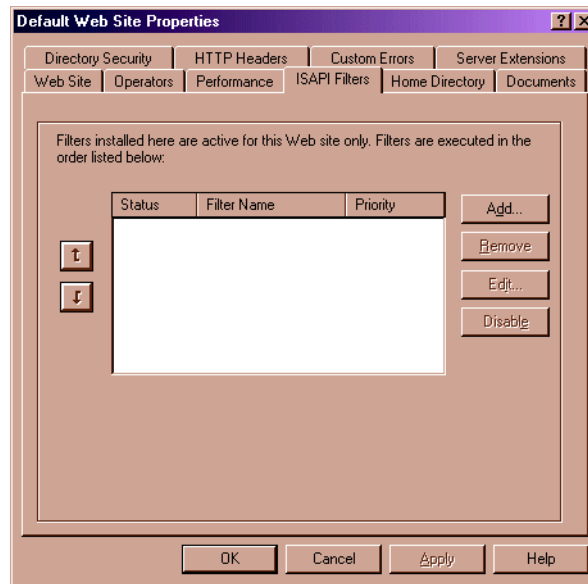 Default Web Site Properties
Directory Security HTTP Headers Custom Errors Server Extensions
Web Site Operators Performance ISAPI Filters Home Directory Documents
Filters installed here are active for this Web site only. Filters are executed in the
order listed below:
Status Filter Name Priority
Add...
Remove
Edit...
Disable
OK Cancel Apply Help